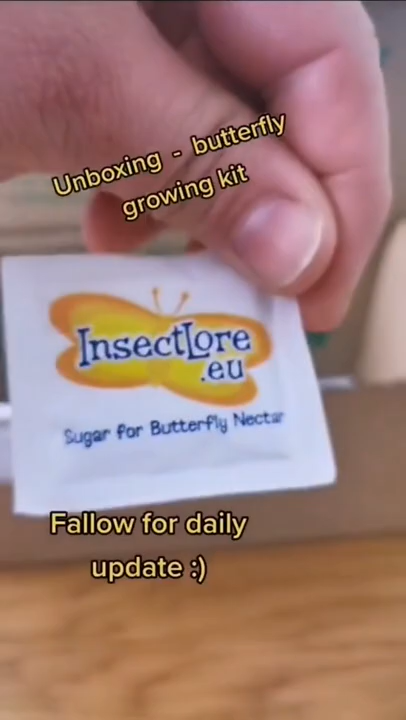 Unboxing - butterfly
growing kit
InsectLore
.eu
Sugar for Butterfly Nectar
Fallow for daily
update :)